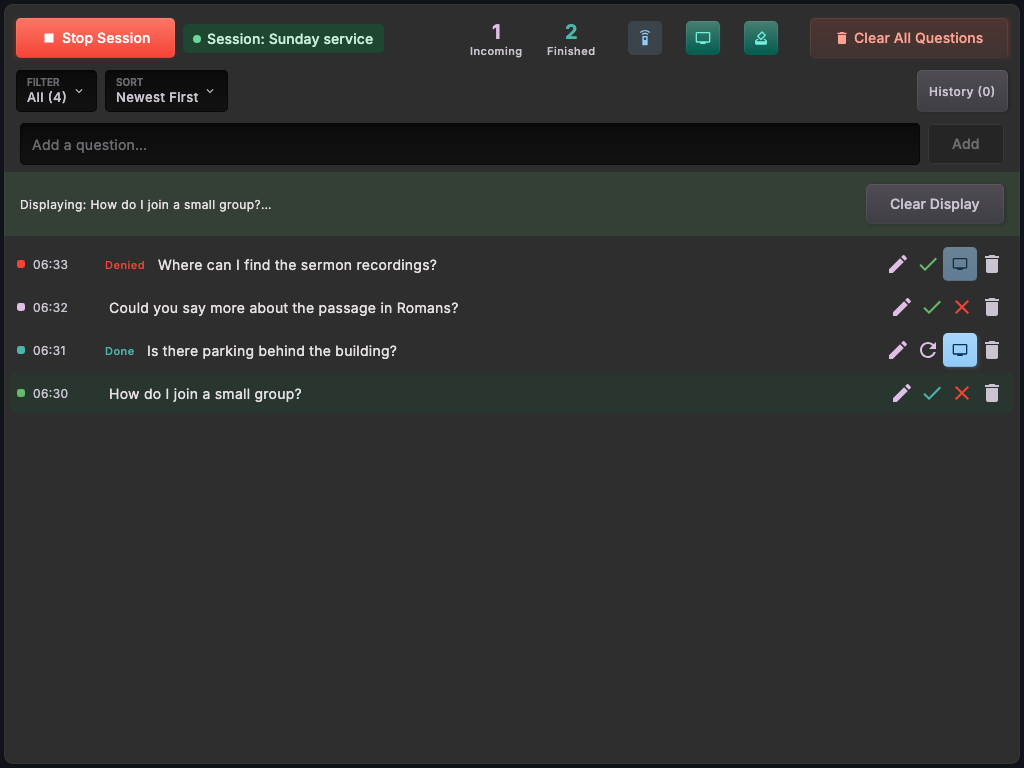 Stop Session
Session: Sunday service
1
Incoming
2
Finished
Clear All Questions
FILTER
All (4)
SORT
Newest First
History (0)
Add a question...
Add
Displaying: How do I join a small group?...
Clear Display
06:33 Denied Where can I find the sermon recordings?
06:32 Could you say more about the passage in Romans?
06:31 Done Is there parking behind the building?
06:30 How do I join a small group?